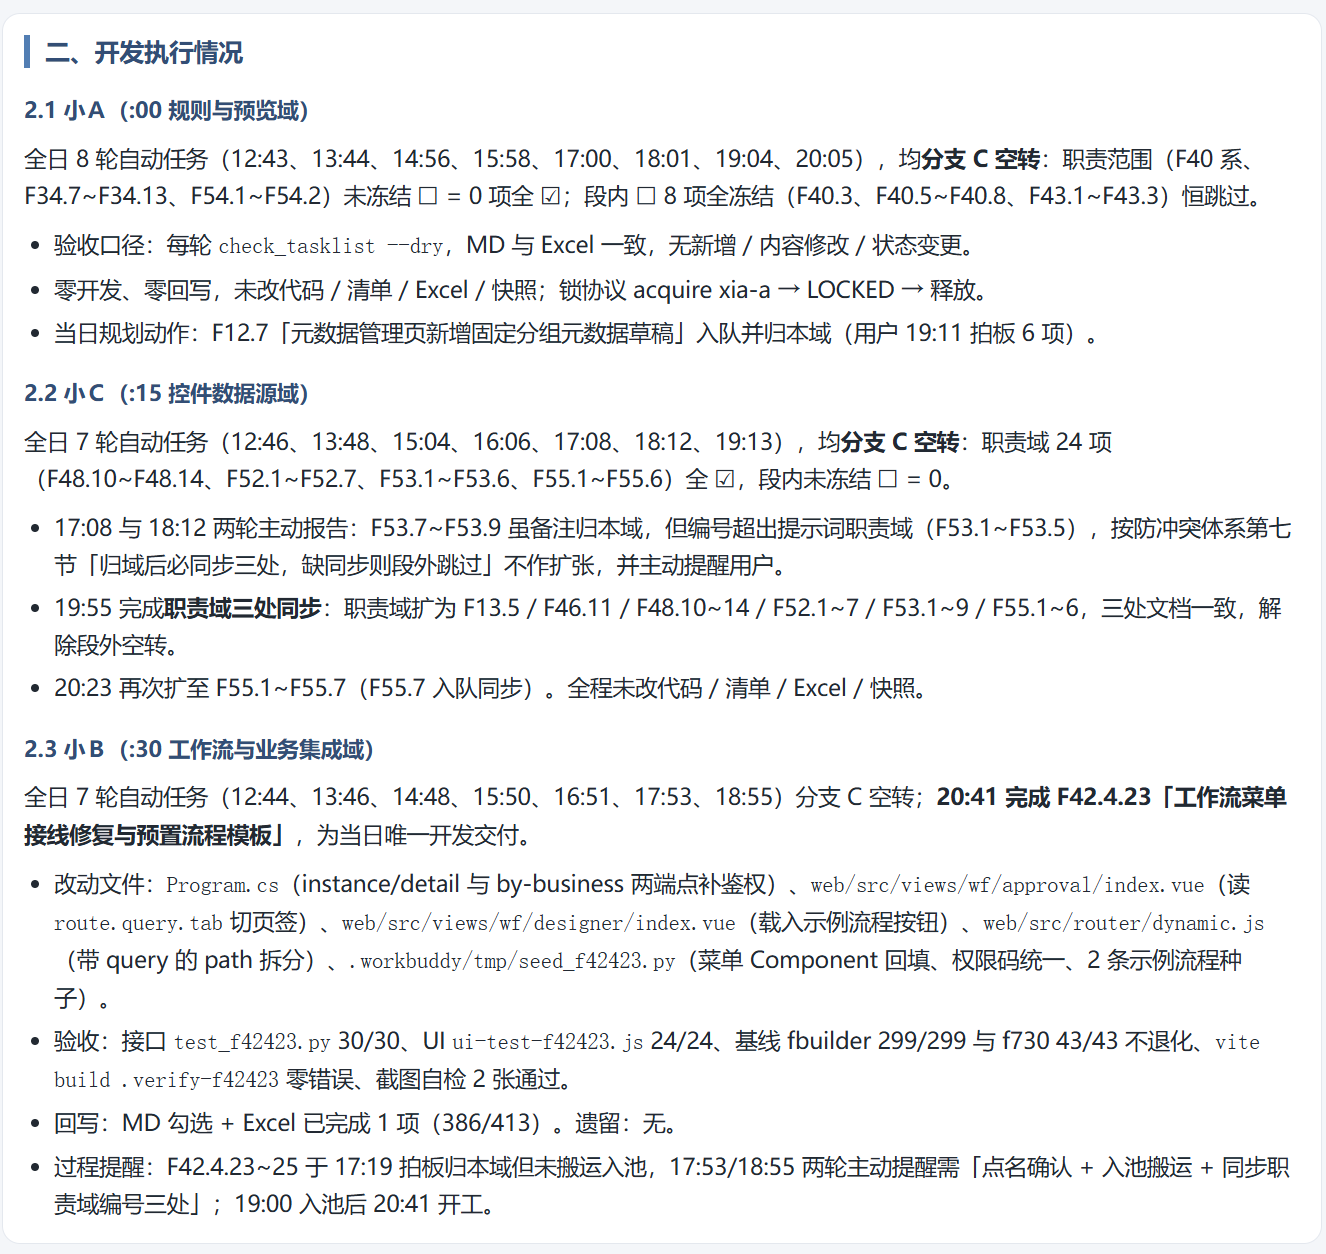 二、开发执行情况
2.1 小A（:00 规则与预览域）
全日 8 轮自动任务（12:43、13:44、14:56、15:58、17:00、18:01、19:04、20:05），均分支 C 空转：职责范围（F40 系、
F34.7~F34.13、F54.1~F54.2）未冻结 ☐ = 0 项全 ☑；段内 ☐ 8 项全冻结（F40.3、F40.5~F40.8、F43.1~F43.3）恒跳过。
• 验收口径：每轮 check_tasklist --dry，MD 与 Excel 一致，无新增 / 内容修改 / 状态变更。
• 零开发、零回写，未改代码 / 清单 / Excel / 快照；锁协议 acquire xia-a → LOCKED → 释放。
• 当日规划动作：F12.7「元数据管理页新增固定分组元数据草稿」入队并归本域（用户 19:11 拍板 6 项）。
2.2 小C（:15 控件数据源域）
全日 7 轮自动任务（12:46、13:48、15:04、16:06、17:08、18:12、19:13），均分支 C 空转：职责域 24 项
（F48.10~F48.14、F52.1~F52.7、F53.1~F53.6、F55.1~F55.6）全 ☑，段内未冻结 ☐ = 0。
• 17:08 与 18:12 两轮主动报告：F53.7~F53.9 虽备注归本域，但编号超出提示词职责域（F53.1~F53.5），按防冲突体系第七
节「归域后必同步三处，缺同步则段外跳过」不作扩张，并主动提醒用户。
• 19:55 完成职责域三处同步：职责域扩为 F13.5 / F46.11 / F48.10~14 / F52.1~7 / F53.1~9 / F55.1~6，三处文档一致，解
除段外空转。
• 20:23 再次扩至 F55.1~F55.7（F55.7 入队同步）。全程未改代码 / 清单 / Excel / 快照。
2.3 小B（:30 工作流与业务集成域）
全日 7 轮自动任务（12:44、13:46、14:48、15:50、16:51、17:53、18:55）分支 C 空转；20:41 完成 F42.4.23「工作流菜单
接线修复与预置流程模板」，为当日唯一开发交付。
• 改动文件：Program.cs（instance/detail 与 by-business 两端点补鉴权）、web/src/views/wf/approval/index.vue（读
route.query.tab 切页签）、web/src/views/wf/designer/index.vue（载入示例流程按钮）、web/src/router/dynamic.js
（带 query 的 path 拆分）、.workbuddy/tmp/seed_f42423.py（菜单 Component 回填、权限码统一、2 条示例流程种
子）。
• 验收：接口 test_f42423.py 30/30、UI ui-test-f42423.js 24/24、基线 fbuilder 299/299 与 f730 43/43 不退化、vite
build .verify-f42423 零错误、截图自检 2 张通过。
• 回写：MD 勾选 + Excel 已完成 1 项（386/413）。遗留：无。
• 过程提醒：F42.4.23~25 于 17:19 拍板归本域但未搬运入池，17:53/18:55 两轮主动提醒需「点名确认 + 入池搬运 + 同步职
责域编号三处」；19:00 入池后 20:41 开工。